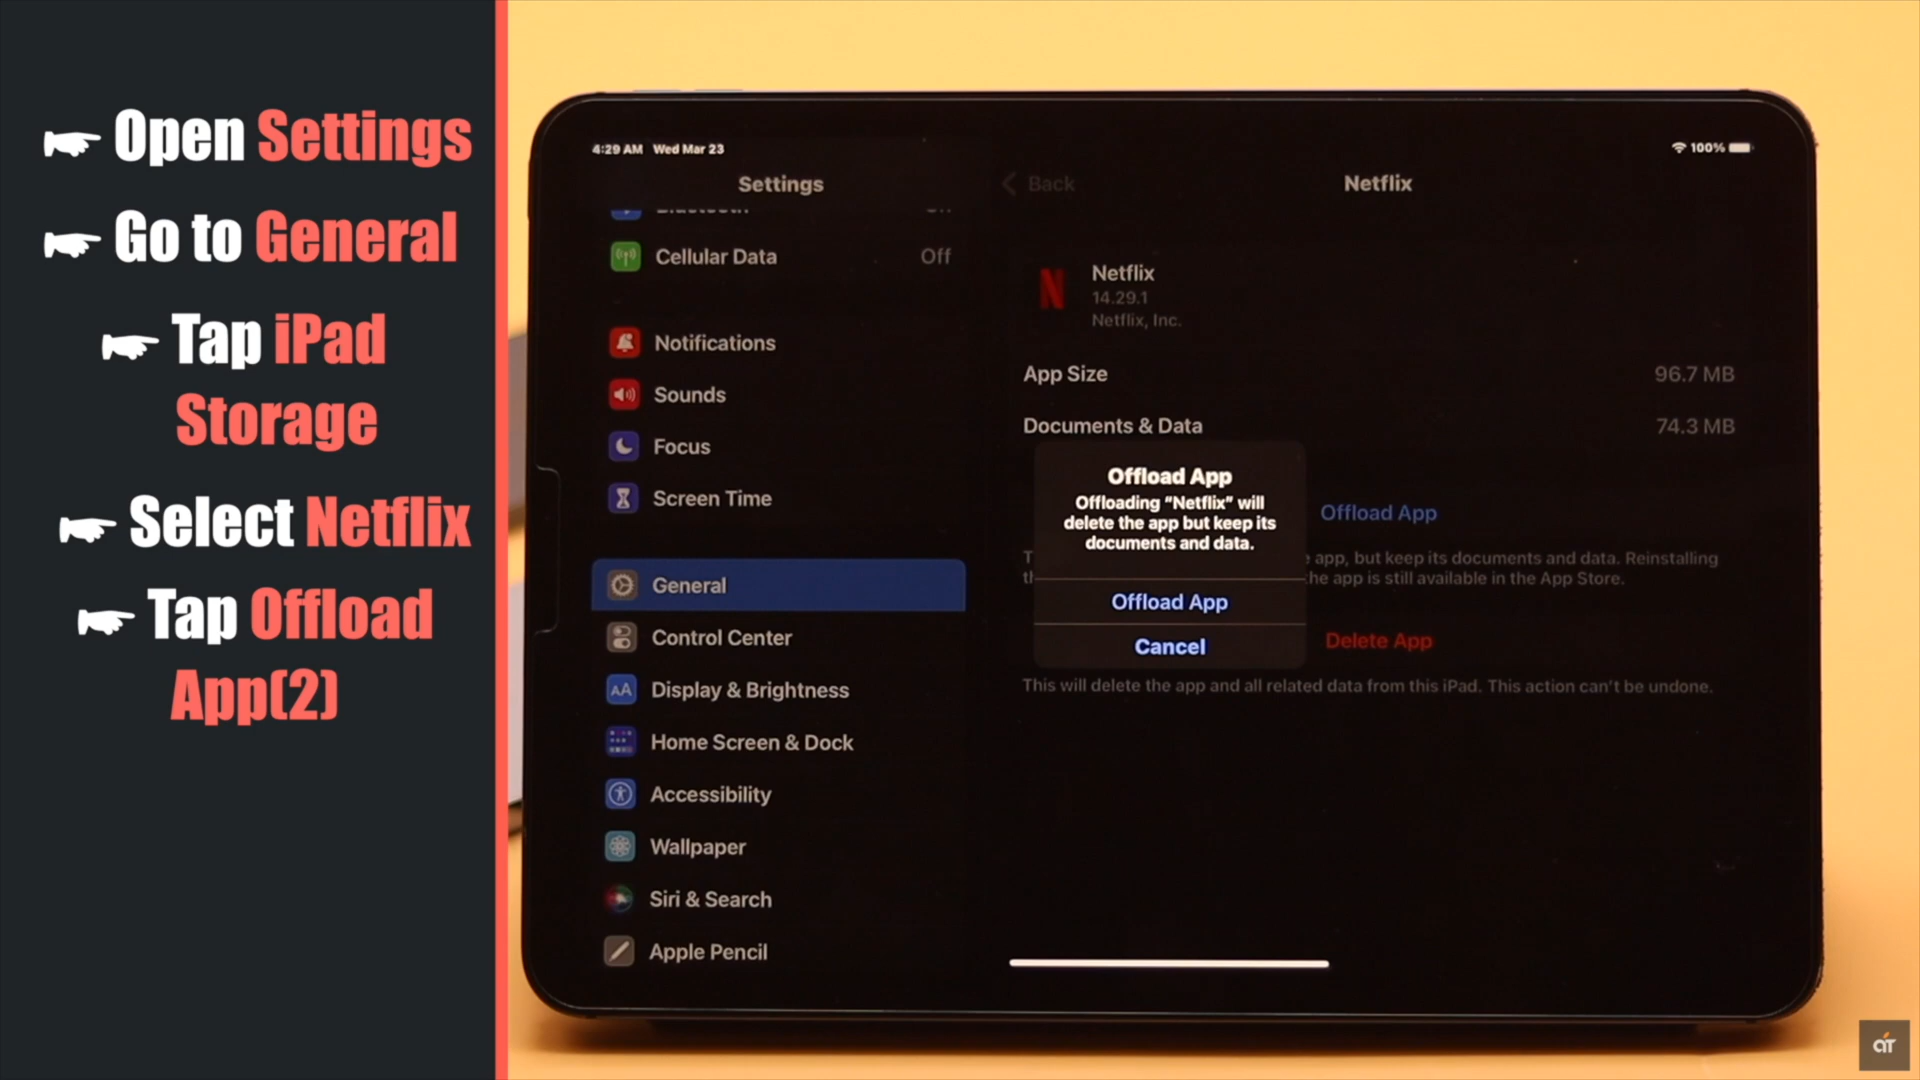 Open Settings
Go to General
Tap iPad
Storage
Select Netflix
Tap Offload
App(2)
4:29 AM Wed Mar 23
100%
Settings
Back
Netflix
Bluetooth
Cellular Data Off
Notifications
Sounds
Focus
Screen Time
General
Control Center
AA Display & Brightness
Home Screen & Dock
Accessibility
Wallpaper
Siri & Search
Apple Pencil
N
Netflix
14.29.1
Netflix, Inc.
App Size 96.7 MB
Documents & Data 74.3 MB
Offload App
Offloading “Netflix” will
delete the app but keep its
documents and data.
Offload App
Cancel
Offload App
app, but keep its documents and data. Reinstalling
the app is still available in the App Store.
Delete App
This will delete the app and all related data from this iPad. This action can't be undone.